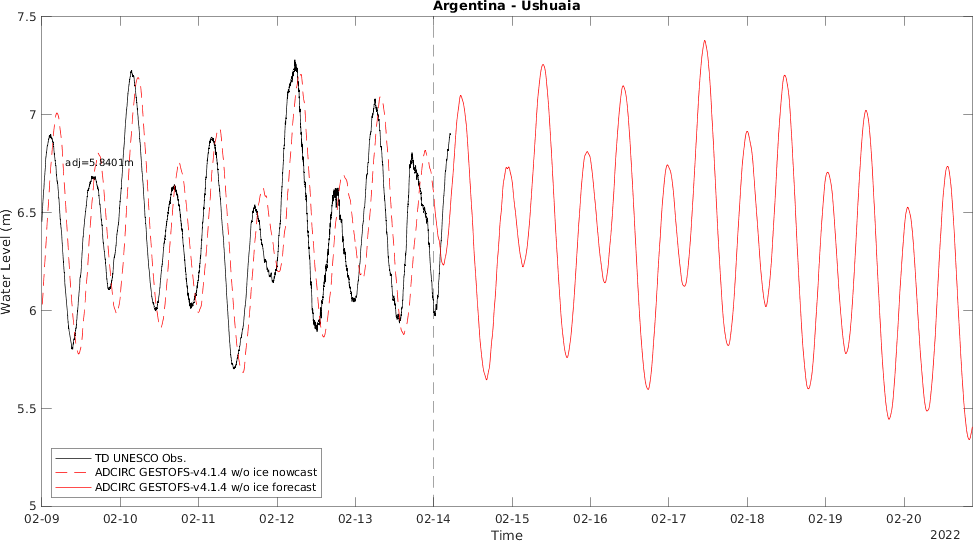 Argentina - Ushuaia
7.5
7
6.5
6
5.5
5
Water Level (m)
adj=5.8401m
TD UNESCO Obs.
ADCIRC GESTOFS-v4.1.4 w/o ice nowcast
ADCIRC GESTOFS-v4.1.4 w/o ice forecast
02-09 02-10 02-11 02-12 02-13 02-14 02-15 02-16 02-17 02-18 02-19 02-20
Time
2022